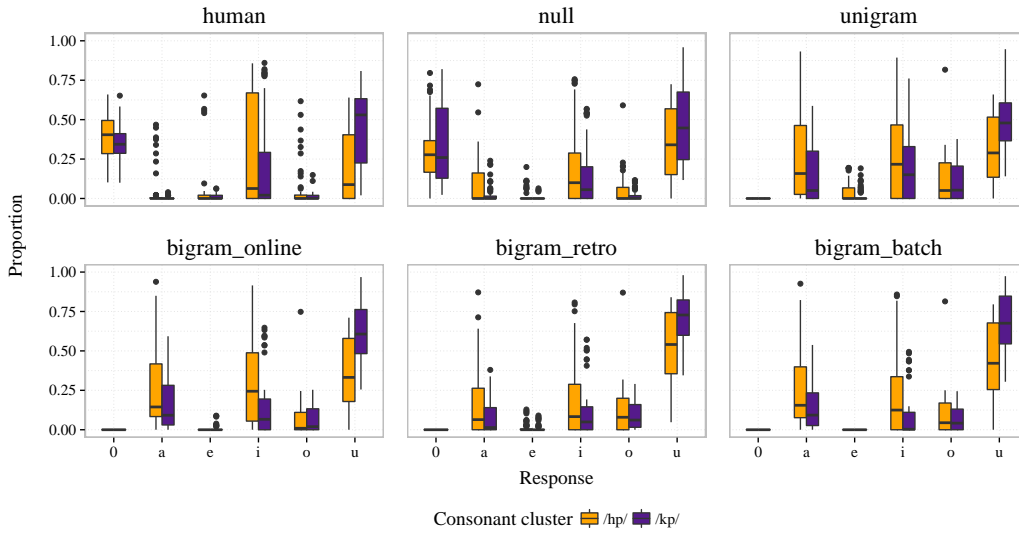 human null unigram
1.00
0.75
0.50
0.25
0.00
bigram_online bigram_retro bigram_batch
1.00
0.75
0.50
0.25
0.00
Proportion
0 a e i o u 0 a e i o u 0 a e i o u
Response
Consonant cluster /hp/ /kp/